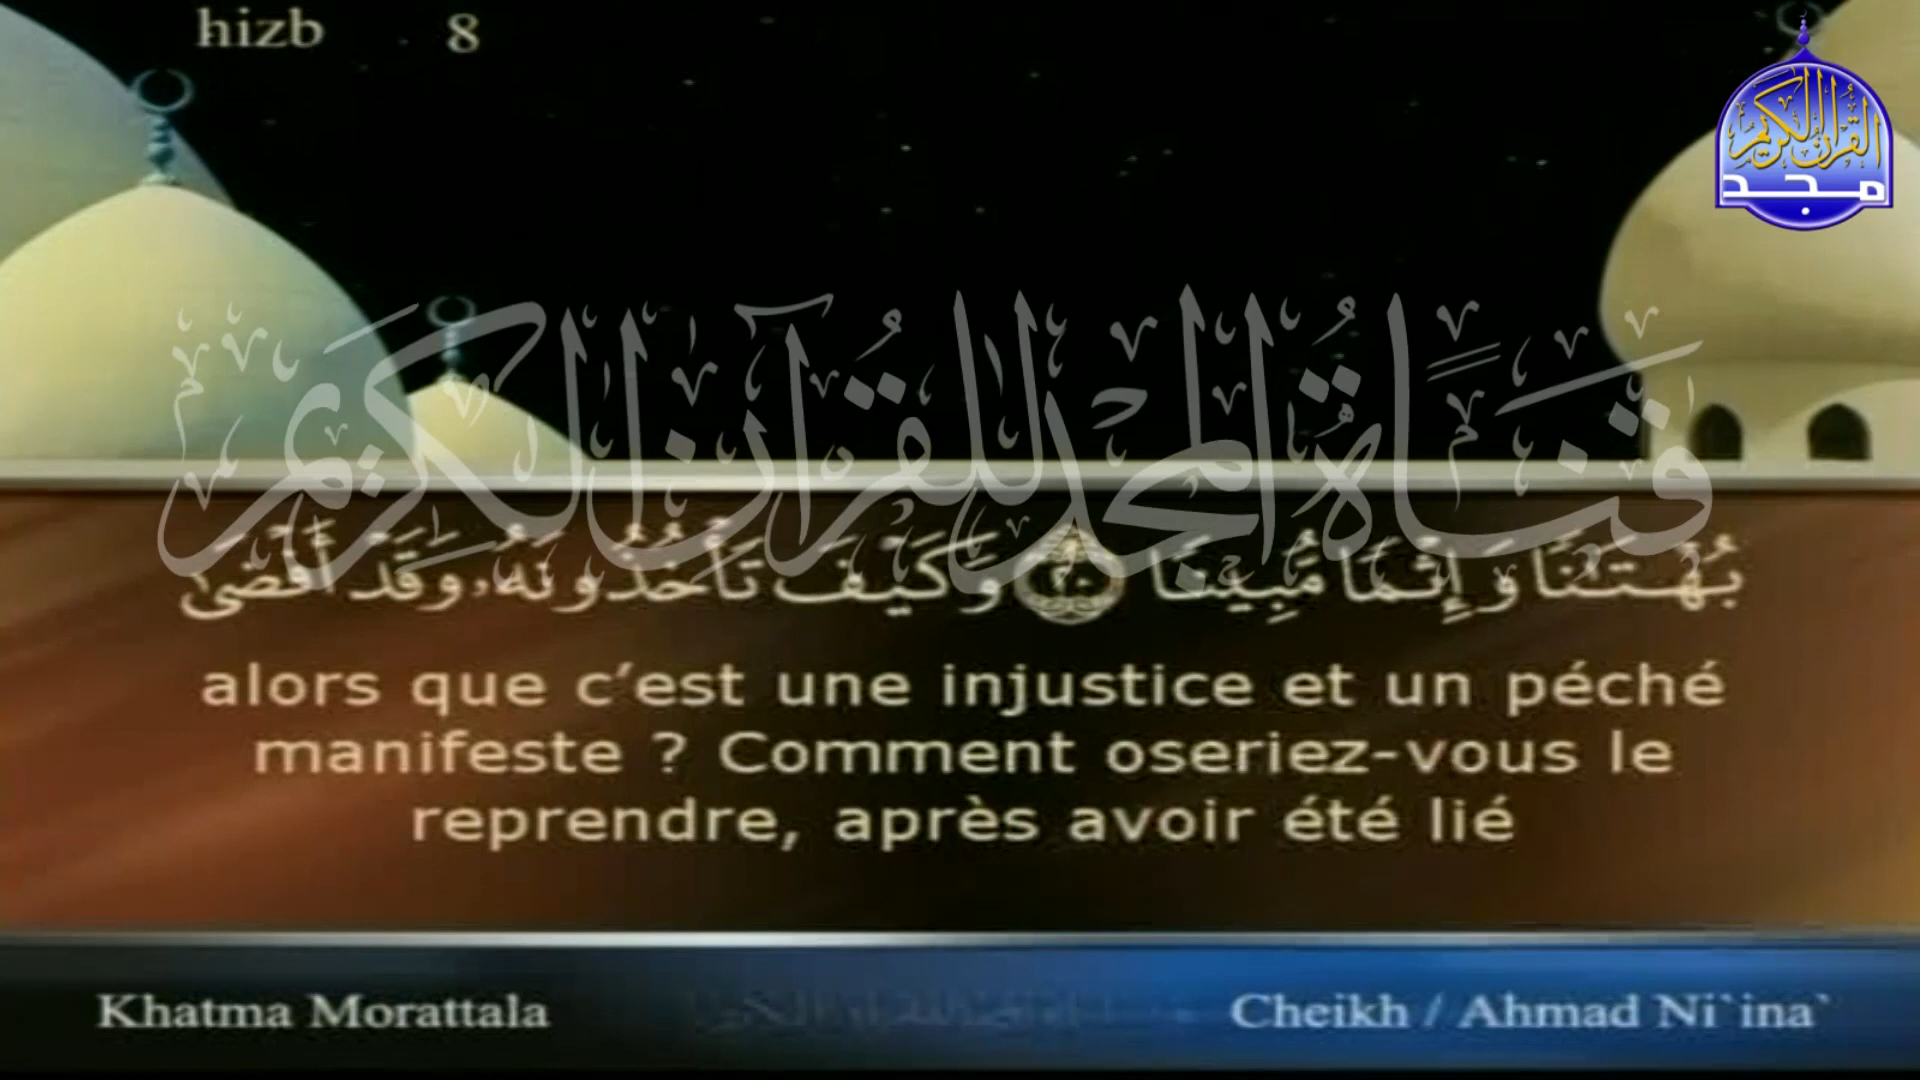 hizb 8
القرآن الكريم
مجد
قناة المجد للقرآن الكريم
بُهْتَـٰنًا وَإِثْمًا مُّبِينًا ٢٠ وَكَيْفَ تَأْخُذُونَهُۥ وَقَدْ أَفْضَىٰ
alors que c’est une injustice et un péché
manifeste ? Comment oseriez-vous le
reprendre, après avoir été lié
Khatma Morattala
Cheikh / Ahmad Ni`ina`